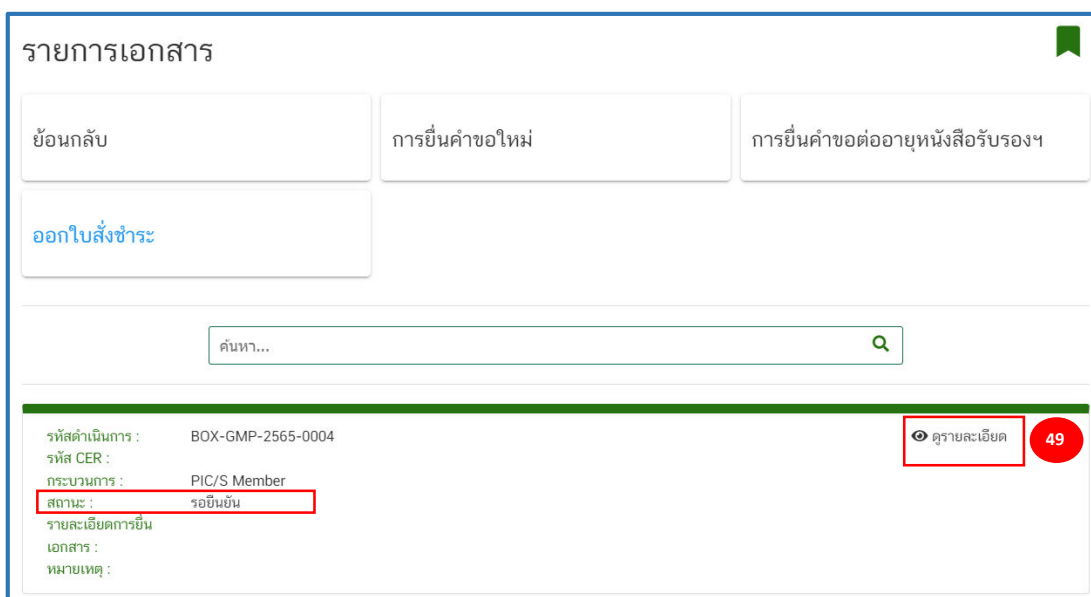 รายการเอกสาร
ย้อนกลับ
การยื่นคำขอใหม่
การยื่นคำขอต่ออายุหนังสือรับรองฯ
ออกใบสั่งชำระ
ค้นหา...
รหัสดำเนินการ : BOX-GMP-2565-0004
ดูรายละเอียด
49
รหัส CER :
กระบวนการ : PIC/S Member
สถานะ : รอยืนยัน
รายละเอียดการยื่น
เอกสาร :
หมายเหตุ :